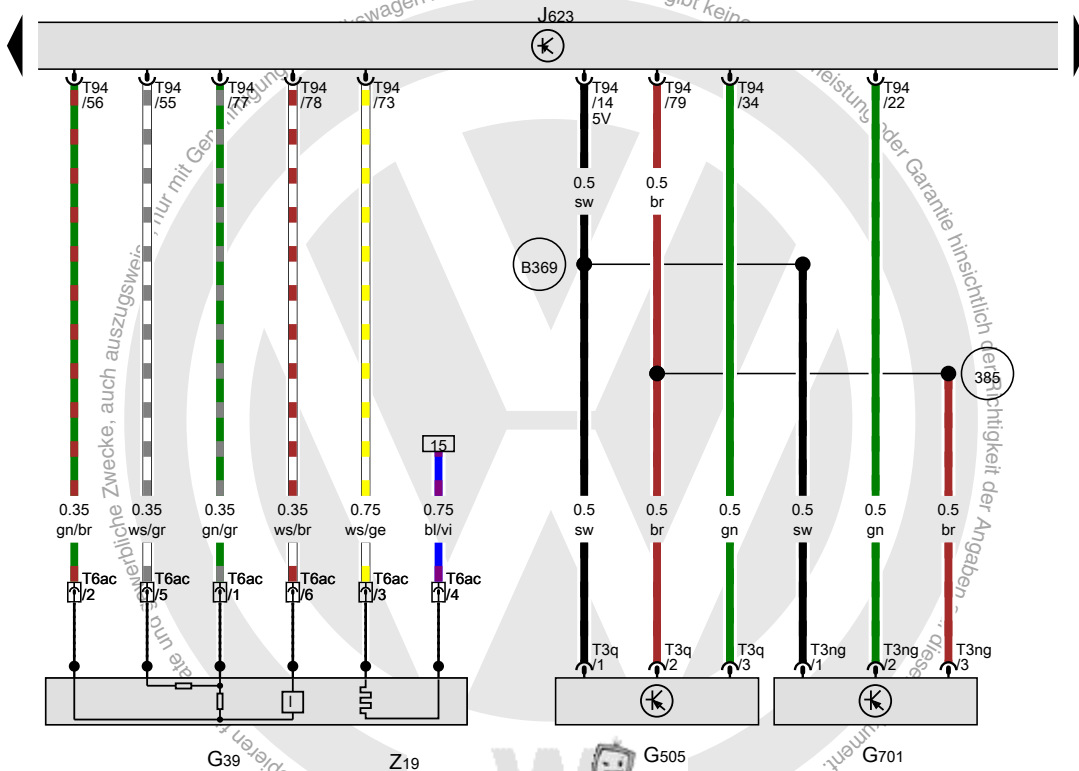 J623
T94 /56
T94 /55
T94 /77
T94 /78
T94 /73
T94 /14 5V
T94 /79
T94 /34
T94 /22
0.5 sw
0.5 br
B369
385
15
0.35 gn/br
0.35 ws/gr
0.35 gn/gr
0.35 ws/br
0.75 ws/ge
0.75 bl/vi
0.5 sw
0.5 br
0.5 gn
0.5 sw
0.5 gn
0.5 br
T6ac /2
T6ac /5
T6ac /1
T6ac /6
T6ac /3
T6ac /4
T3q /1
T3q /2
T3q /3
T3ng /1
T3ng /2
T3ng /3
G39
Z19
G505
G701
nur mit
Zwecke, auch
gibt
oder Garantie hinsichtlich der Richtigkeit der Angaben